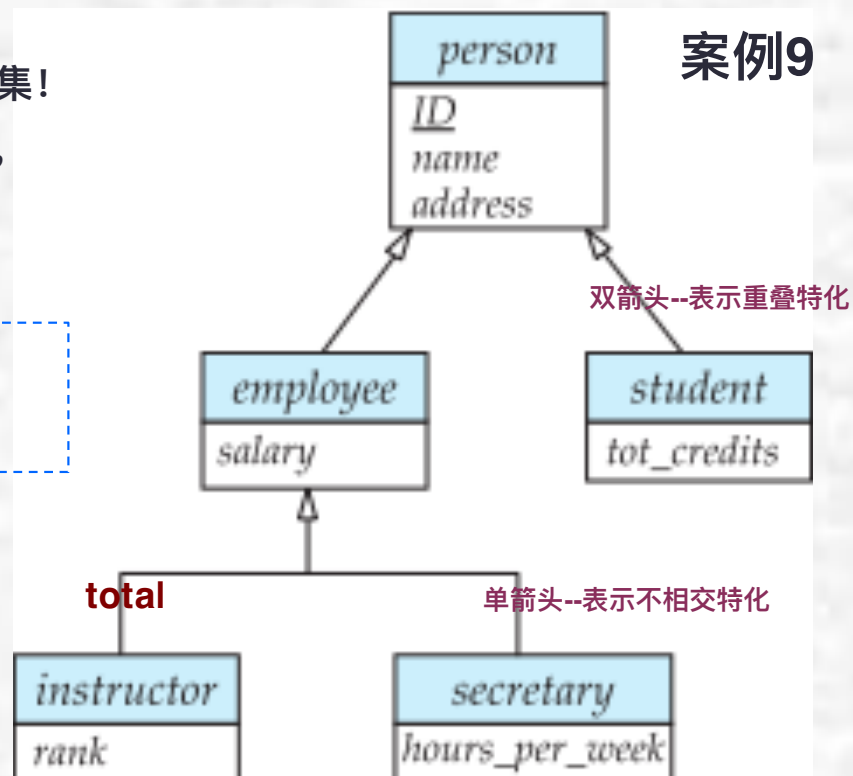 案例9
集！
，
person
ID
name
address
双箭头--表示重叠特化
employee
salary
student
tot_credits
total
单箭头--表示不相交特化
instructor
rank
secretary
hours_per_week